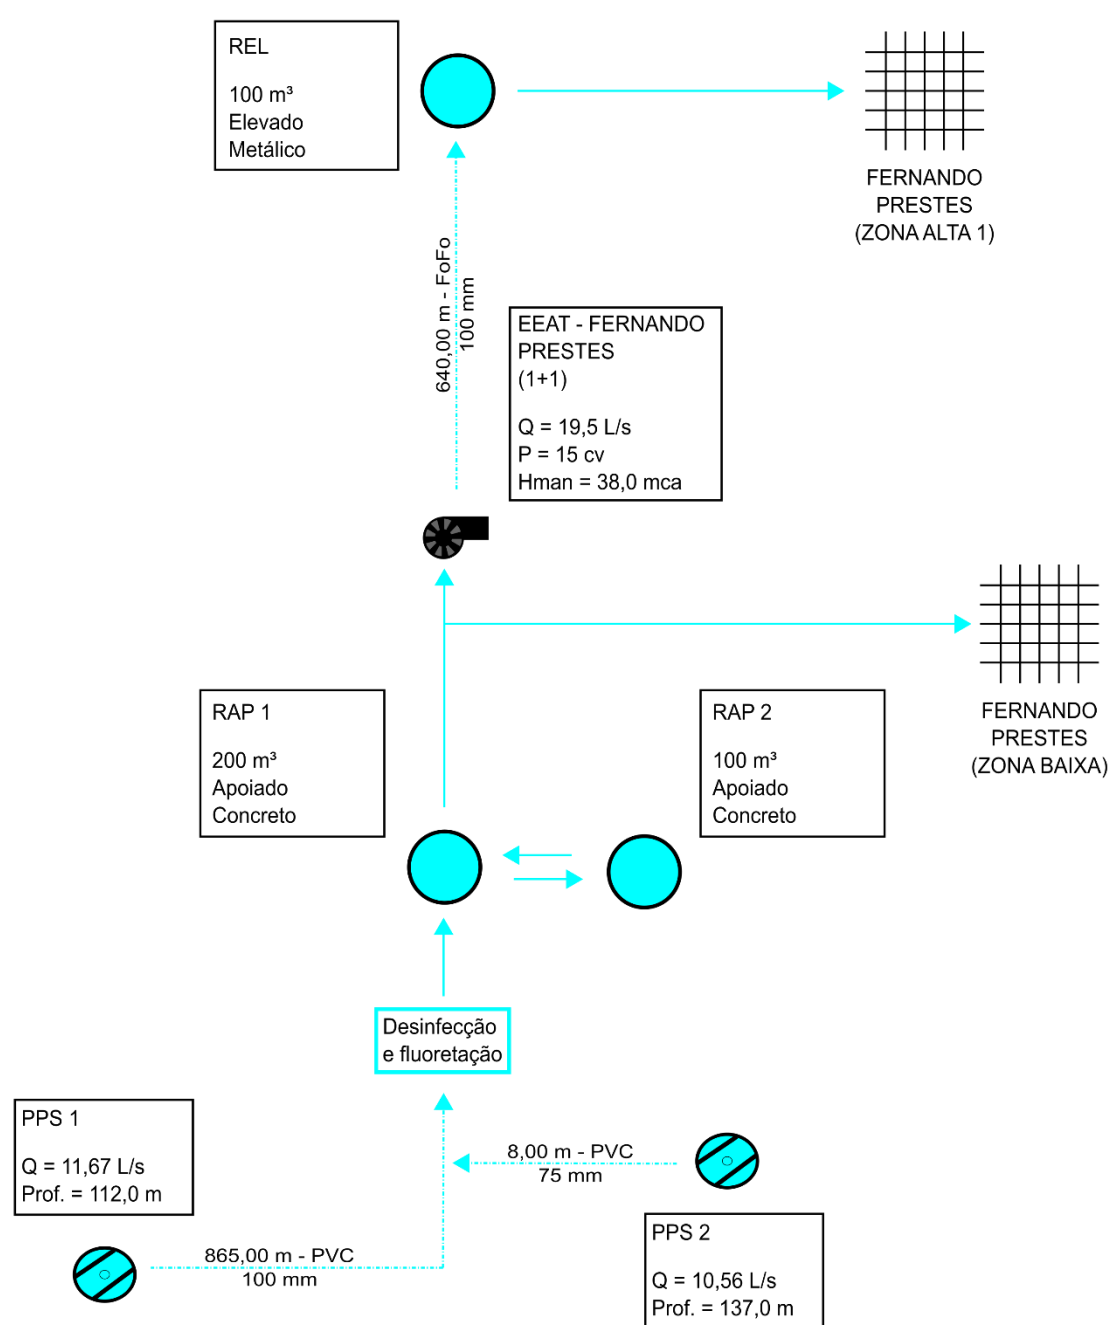 REL
100 m³
Elevado
Metálico
FERNANDO
PRESTES
(ZONA ALTA 1)
640,00 m - FoFo
100 mm
EEAT - FERNANDO
PRESTES
(1+1)
Q = 19,5 L/s
P = 15 cv
Hman = 38,0 mca
RAP 1
200 m³
Apoiado
Concreto
RAP 2
100 m³
Apoiado
Concreto
FERNANDO
PRESTES
(ZONA BAIXA)
Desinfecção
e fluoretação
PPS 1
Q = 11,67 L/s
Prof. = 112,0 m
8,00 m - PVC
75 mm
865,00 m - PVC
100 mm
PPS 2
Q = 10,56 L/s
Prof. = 137,0 m